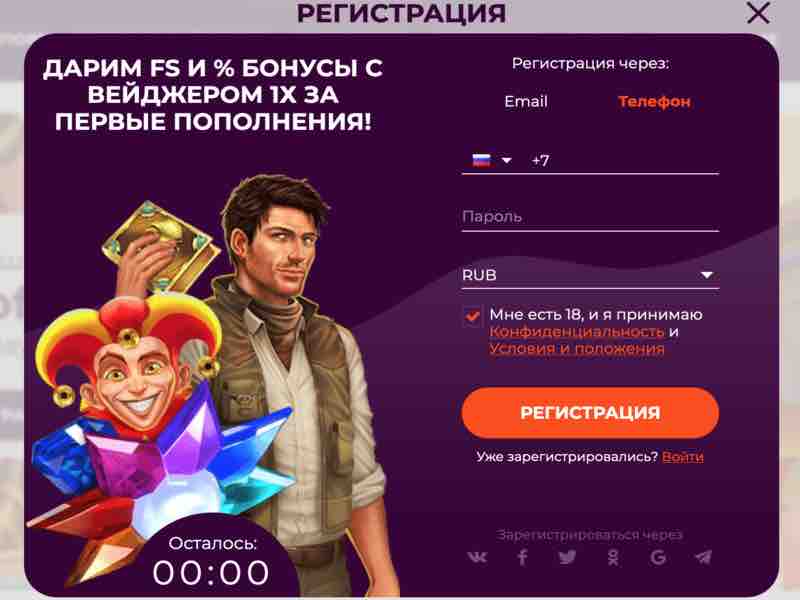 РЕГИСТРАЦИЯ
ДАРИМ FS И % БОНУСЫ С
ВЕЙДЖЕРОМ 1X ЗА
ПЕРВЫЕ ПОПОЛНЕНИЯ!
Осталось:
00:00
Регистрация через:
Email Телефон
+7
Пароль
RUB
Мне есть 18, и я принимаю
Конфиденциальность и
Условия и положения
РЕГИСТРАЦИЯ
Уже зарегистрировались? Войти
Зарегистрироваться через